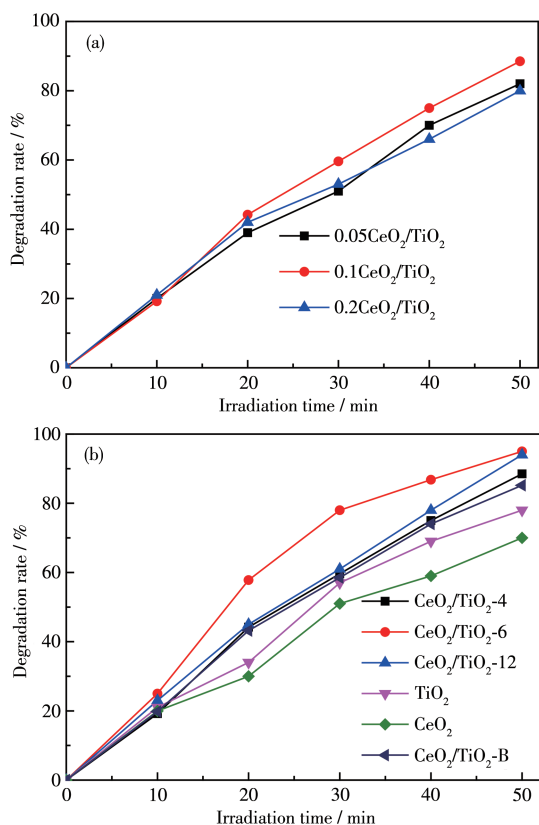 (a)
100
80
60
40
20
0
Degradation rate / %
0.05CeO₂/TiO₂
0.1CeO₂/TiO₂
0.2CeO₂/TiO₂
0 10 20 30 40 50
Irradiation time / min
(b)
100
80
60
40
20
0
Degradation rate / %
CeO₂/TiO₂-4
CeO₂/TiO₂-6
CeO₂/TiO₂-12
TiO₂
CeO₂
CeO₂/TiO₂-B
0 10 20 30 40 50
Irradiation time / min